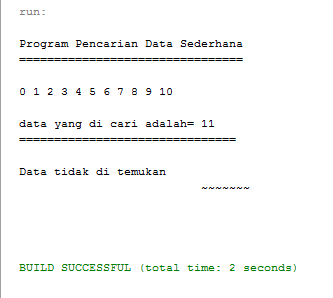 run:
Program Pencarian Data Sederhana
================================
0 1 2 3 4 5 6 7 8 9 10
data yang di cari adalah= 11
===============================
Data tidak di temukan
~~~~~~~
BUILD SUCCESSFUL (total time: 2 seconds)